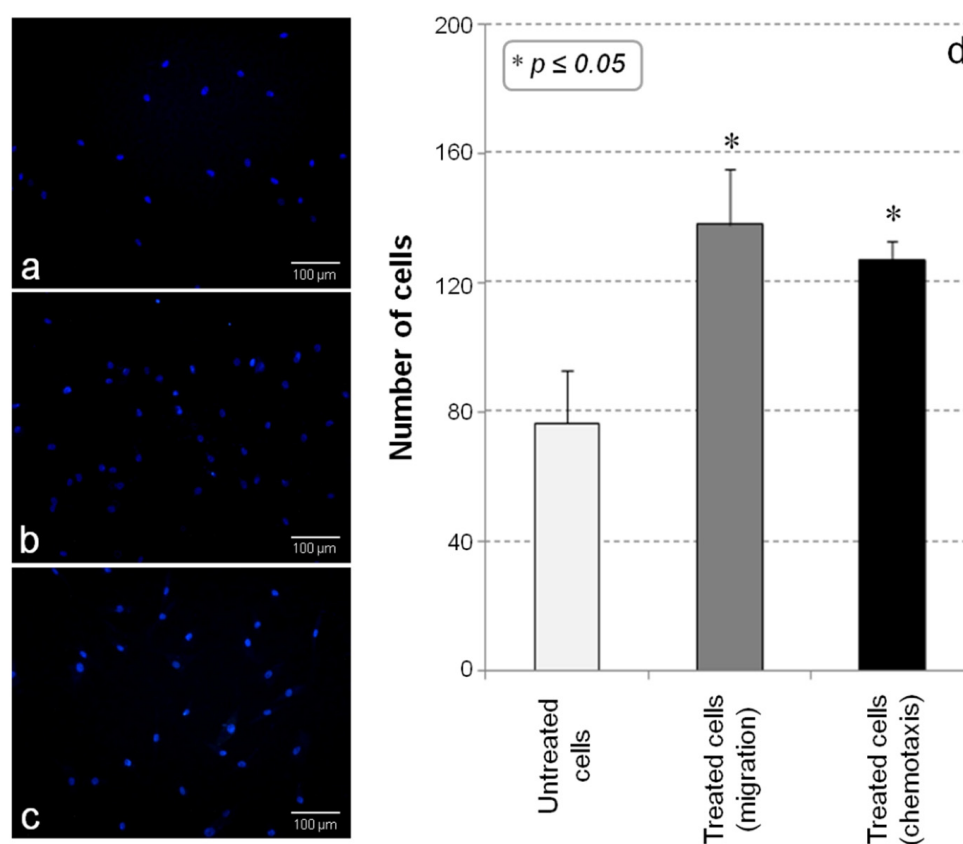 a
100 µm
b
100 µm
c
100 µm
d
* p ≤ 0.05
Number of cells
200
160
120
80
40
0
*
*
Untreated
cells
Treated cells
(migration)
Treated cells
(chemotaxis)